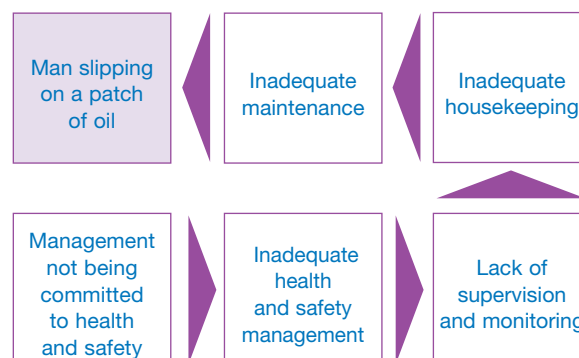 Man slipping
on a patch
of oil
Inadequate
maintenance
Inadequate
housekeeping
Management
not being
committed
to health
and safety
Inadequate
health
and safety
management
Lack of
supervision
and monitoring